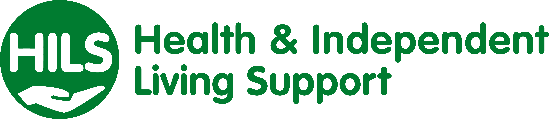 HILS
Health & Independent
Living Support